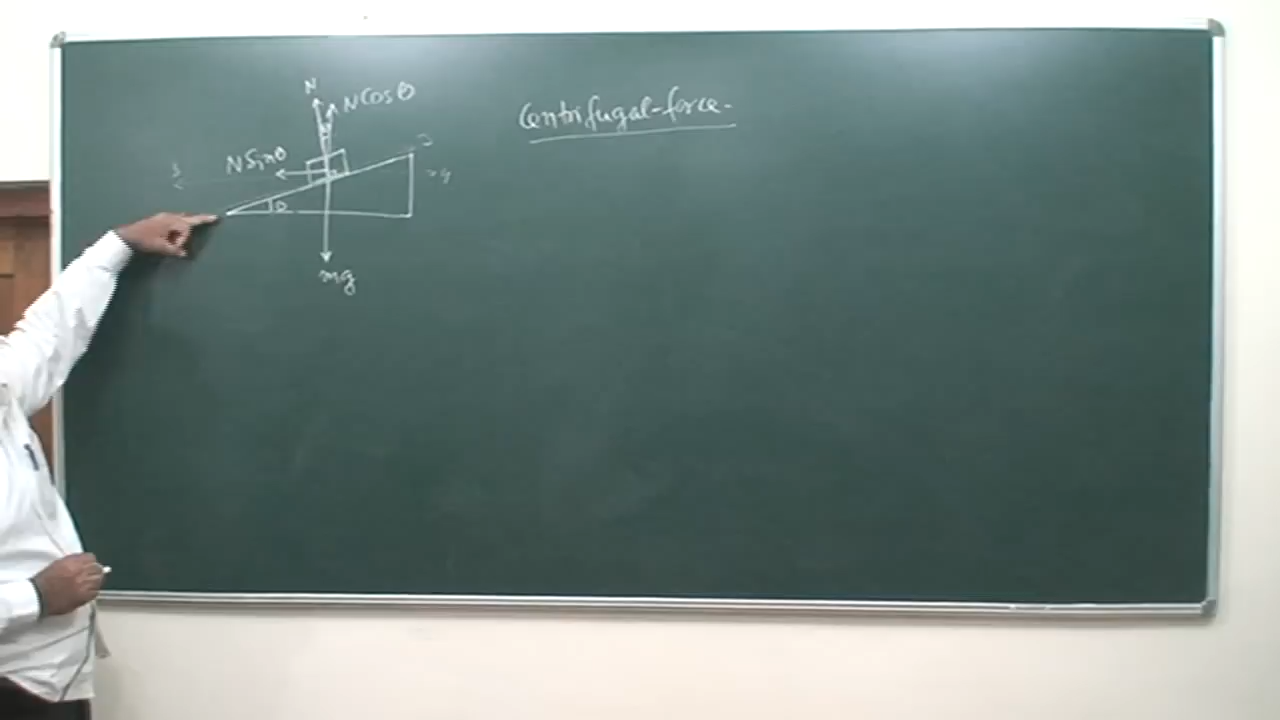 N
N Cos θ
Centrifugal-force-
N Sin θ
θ
mg